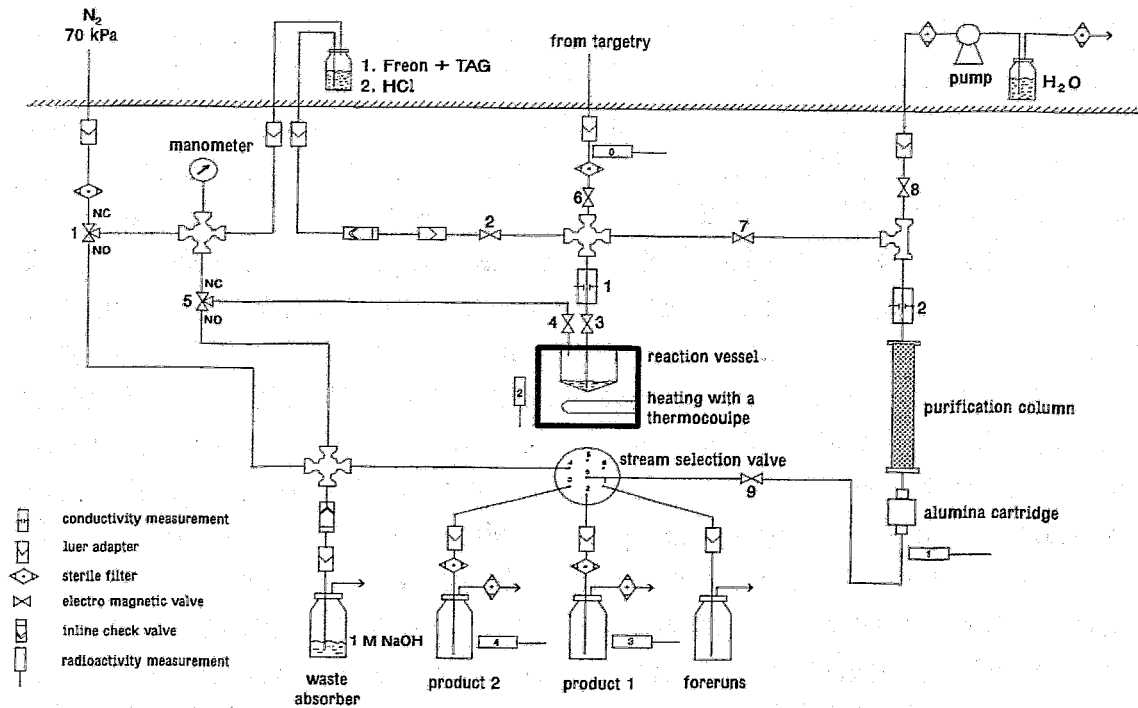 N₂
70 kPa
1. Freon + TAG
2. HCl
from targetry
pump
H₂O
manometer
0
6
8
NC
1
NO
2
7
1
NC
5
NO
4
3
2
reaction vessel
2
heating with a
thermocoulpe
purification column
stream selection valve
9
alumina cartridge
1
conductivity measurement
luer adapter
sterile filter
electro magnetic valve
inline check valve
radioactivity measurement
1 M NaOH
4
3
waste
absorber
product 2
product 1
foreruns